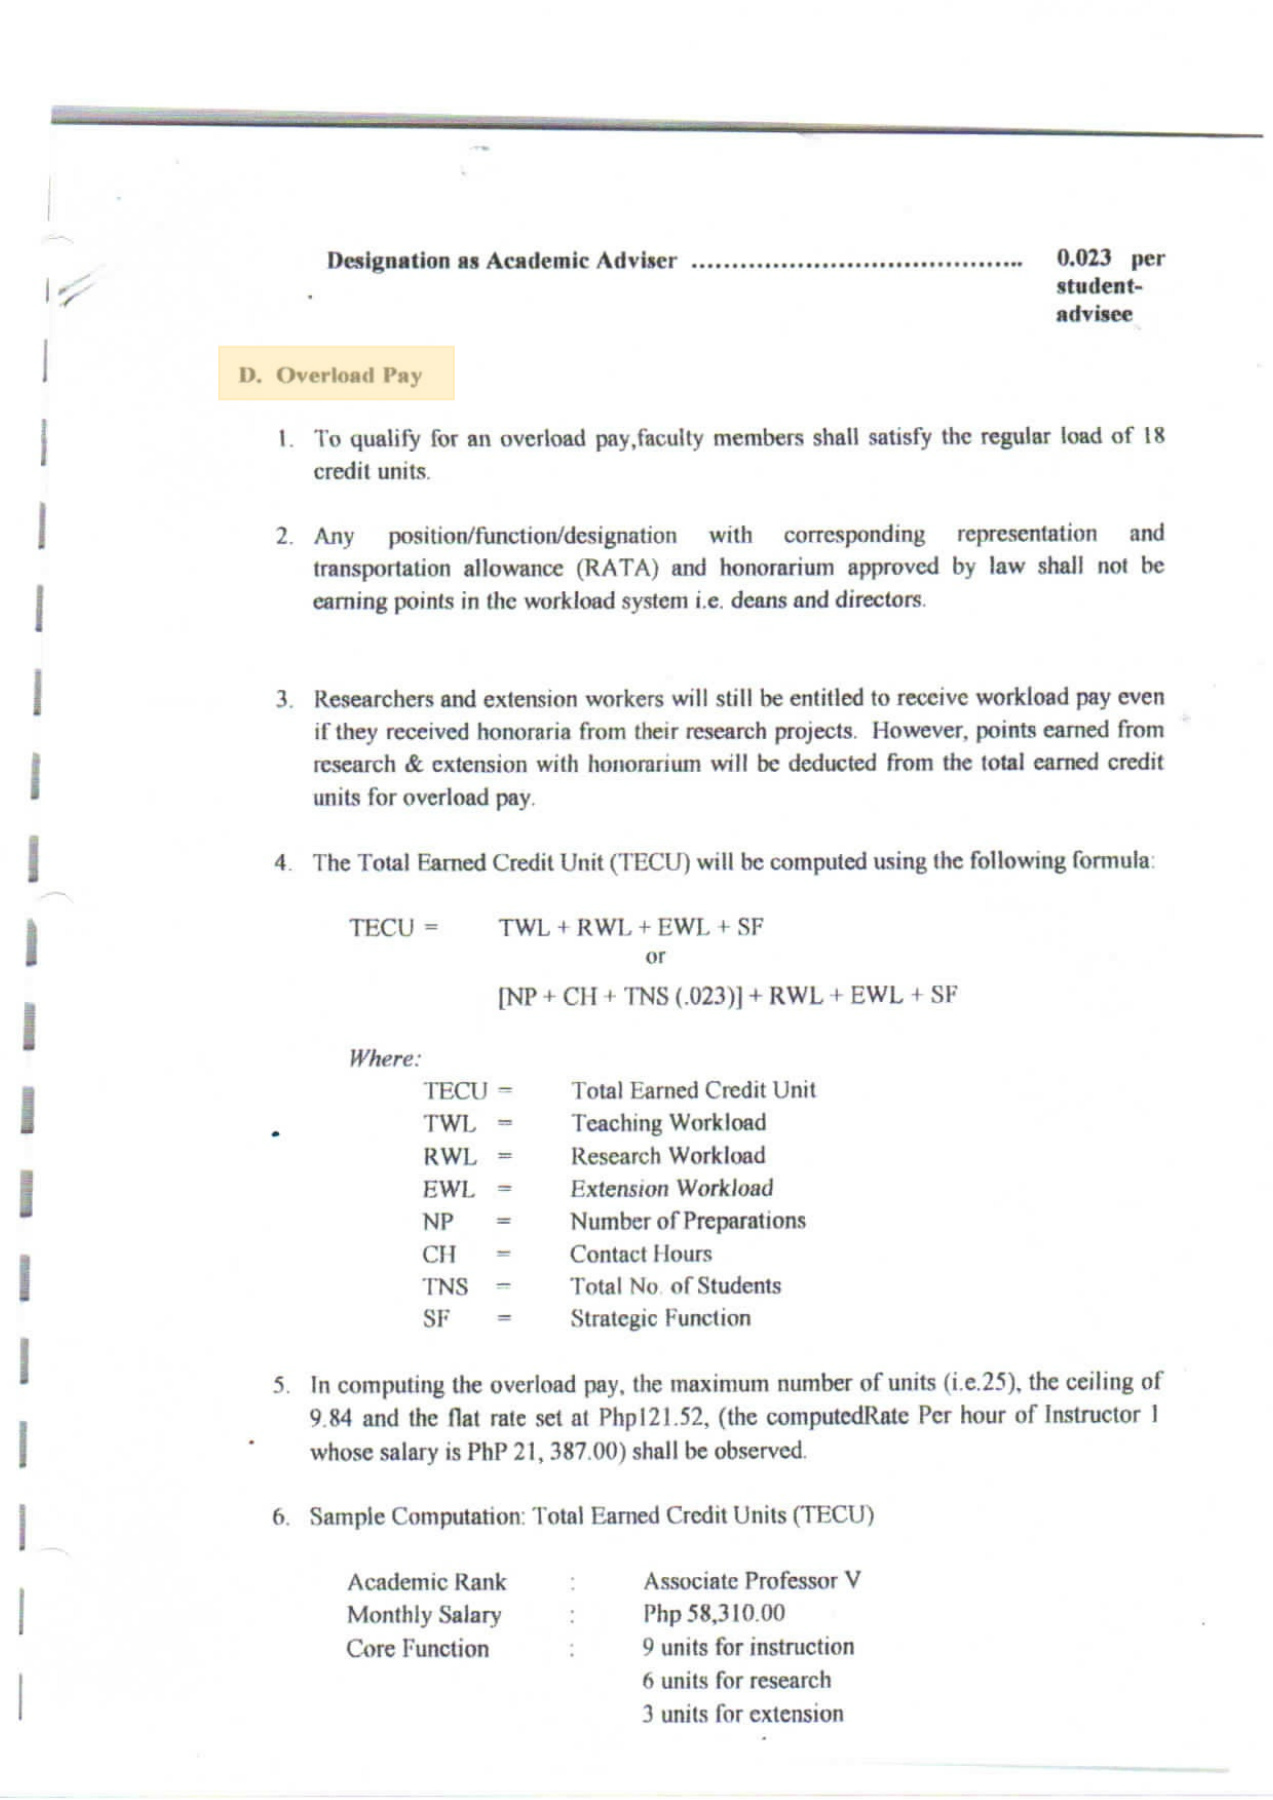 Designation as Academic Adviser ......................................... 0.023 per
student-
advisee
D. Overload Pay
1. To qualify for an overload pay,faculty members shall satisfy the regular load of 18
credit units.
2. Any position/function/designation with corresponding representation and
transportation allowance (RATA) and honorarium approved by law shall not be
earning points in the workload system i.e. deans and directors.
3. Researchers and extension workers will still be entitled to receive workload pay even
if they received honoraria from their research projects. However, points earned from
research & extension with honorarium will be deducted from the total earned credit
units for overload pay.
4. The Total Earned Credit Unit (TECU) will be computed using the following formula:
TECU = TWL + RWL + EWL + SF
or
[NP + CH + TNS (.023)] + RWL + EWL + SF
Where:
TECU = Total Earned Credit Unit
TWL = Teaching Workload
RWL = Research Workload
EWL = Extension Workload
NP = Number of Preparations
CH = Contact Hours
TNS = Total No. of Students
SF = Strategic Function
5. In computing the overload pay, the maximum number of units (i.e.25), the ceiling of
9.84 and the flat rate set at Php121.52, (the computedRate Per hour of Instructor 1
whose salary is PhP 21, 387.00) shall be observed.
6. Sample Computation: Total Earned Credit Units (TECU)
Academic Rank : Associate Professor V
Monthly Salary : Php 58,310.00
Core Function : 9 units for instruction
6 units for research
3 units for extension